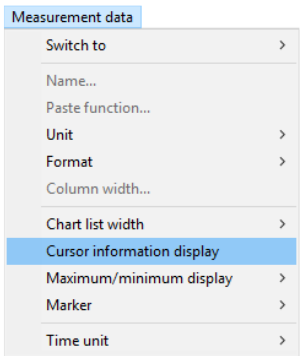 Measurement data
Switch to
Name...
Paste function...
Unit
Format
Column width...
Chart list width
Cursor information display
Maximum/minimum display
Marker
Time unit